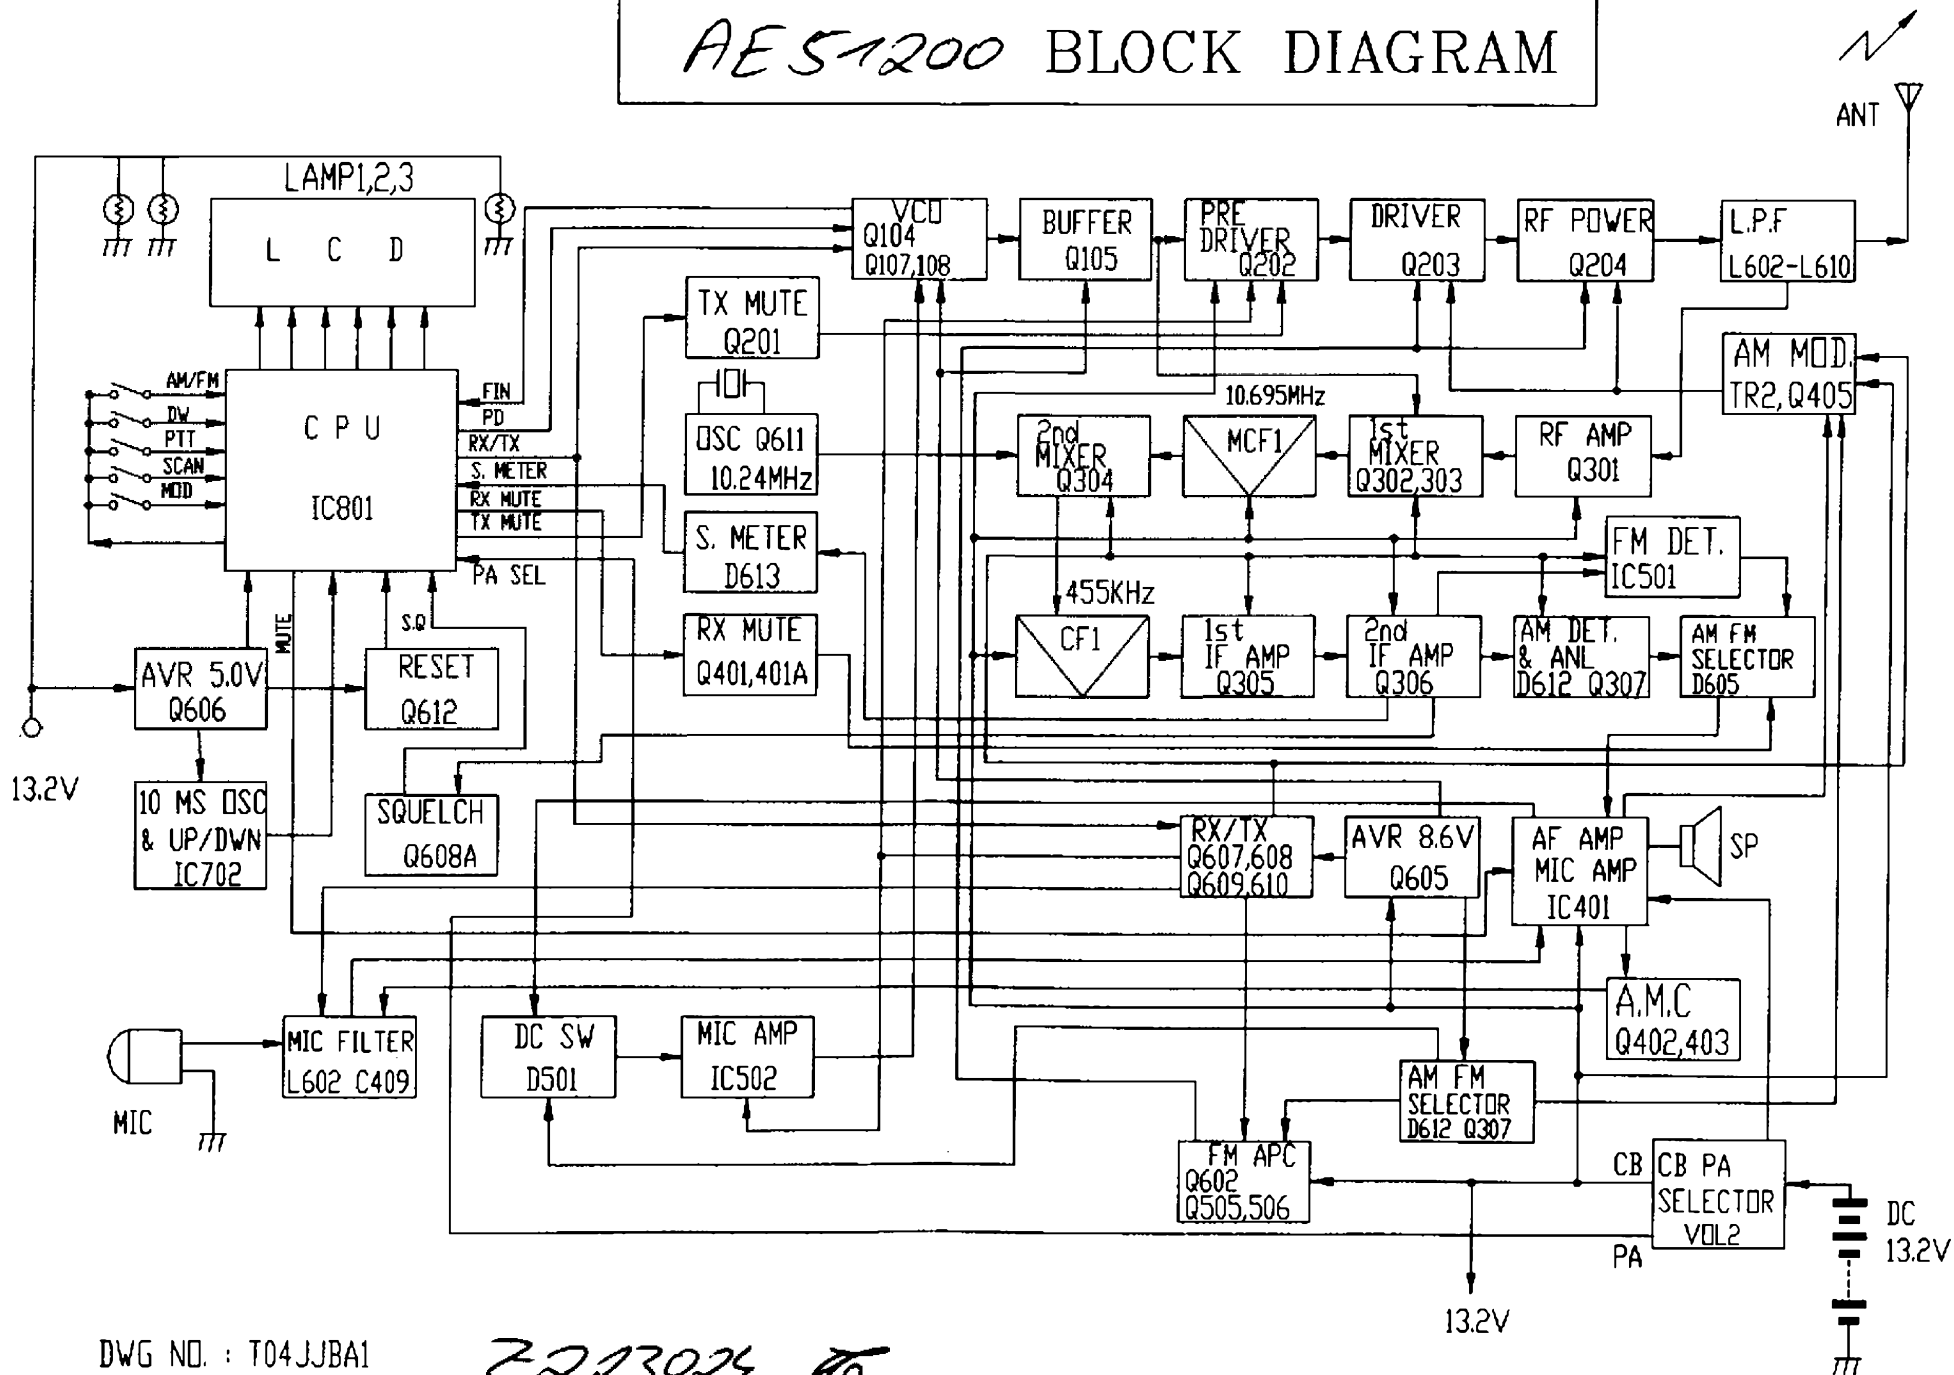 AE 51200 BLOCK DIAGRAM
ANT
LAMP1,2,3
L C D
VCO
Q104
Q107,108
BUFFER
Q105
PRE
DRIVER
Q202
DRIVER
Q203
RF POWER
Q204
L.P.F
L602-L610
TX MUTE
Q201
AM MOD.
TR2, Q405
AM/FM
DW
PTT
SCAN
MOD
C P U
IC801
FIN
PD
RX/TX
S. METER
RX MUTE
TX MUTE
PA SEL
OSC Q611
10.24MHz
2nd
MIXER
Q304
10.695MHz
MCF1
1st
MIXER
Q302,303
RF AMP
Q301
S. METER
D613
FM DET.
IC501
MUTE
S.Q
455KHz
RX MUTE
Q401,401A
CF1
1st
IF AMP
Q305
2nd
IF AMP
Q306
AM DET.
& ANL
D612 Q307
AM FM
SELECTOR
D605
AVR 5.0V
Q606
RESET
Q612
13.2V
10 MS OSC
& UP/DWN
IC702
SQUELCH
Q608A
RX/TX
Q607,608
Q609,610
AVR 8.6V
Q605
AF AMP
MIC AMP
IC401
SP
MIC
MIC FILTER
L602 C409
DC SW
D501
MIC AMP
IC502
A.M.C
Q402,403
AM FM
SELECTOR
D612 Q307
FM APC
Q602
Q505,506
CB
CB PA
SELECTOR
VOL2
PA
DC
13.2V
13.2V
DWG NO. : T04JJBA1